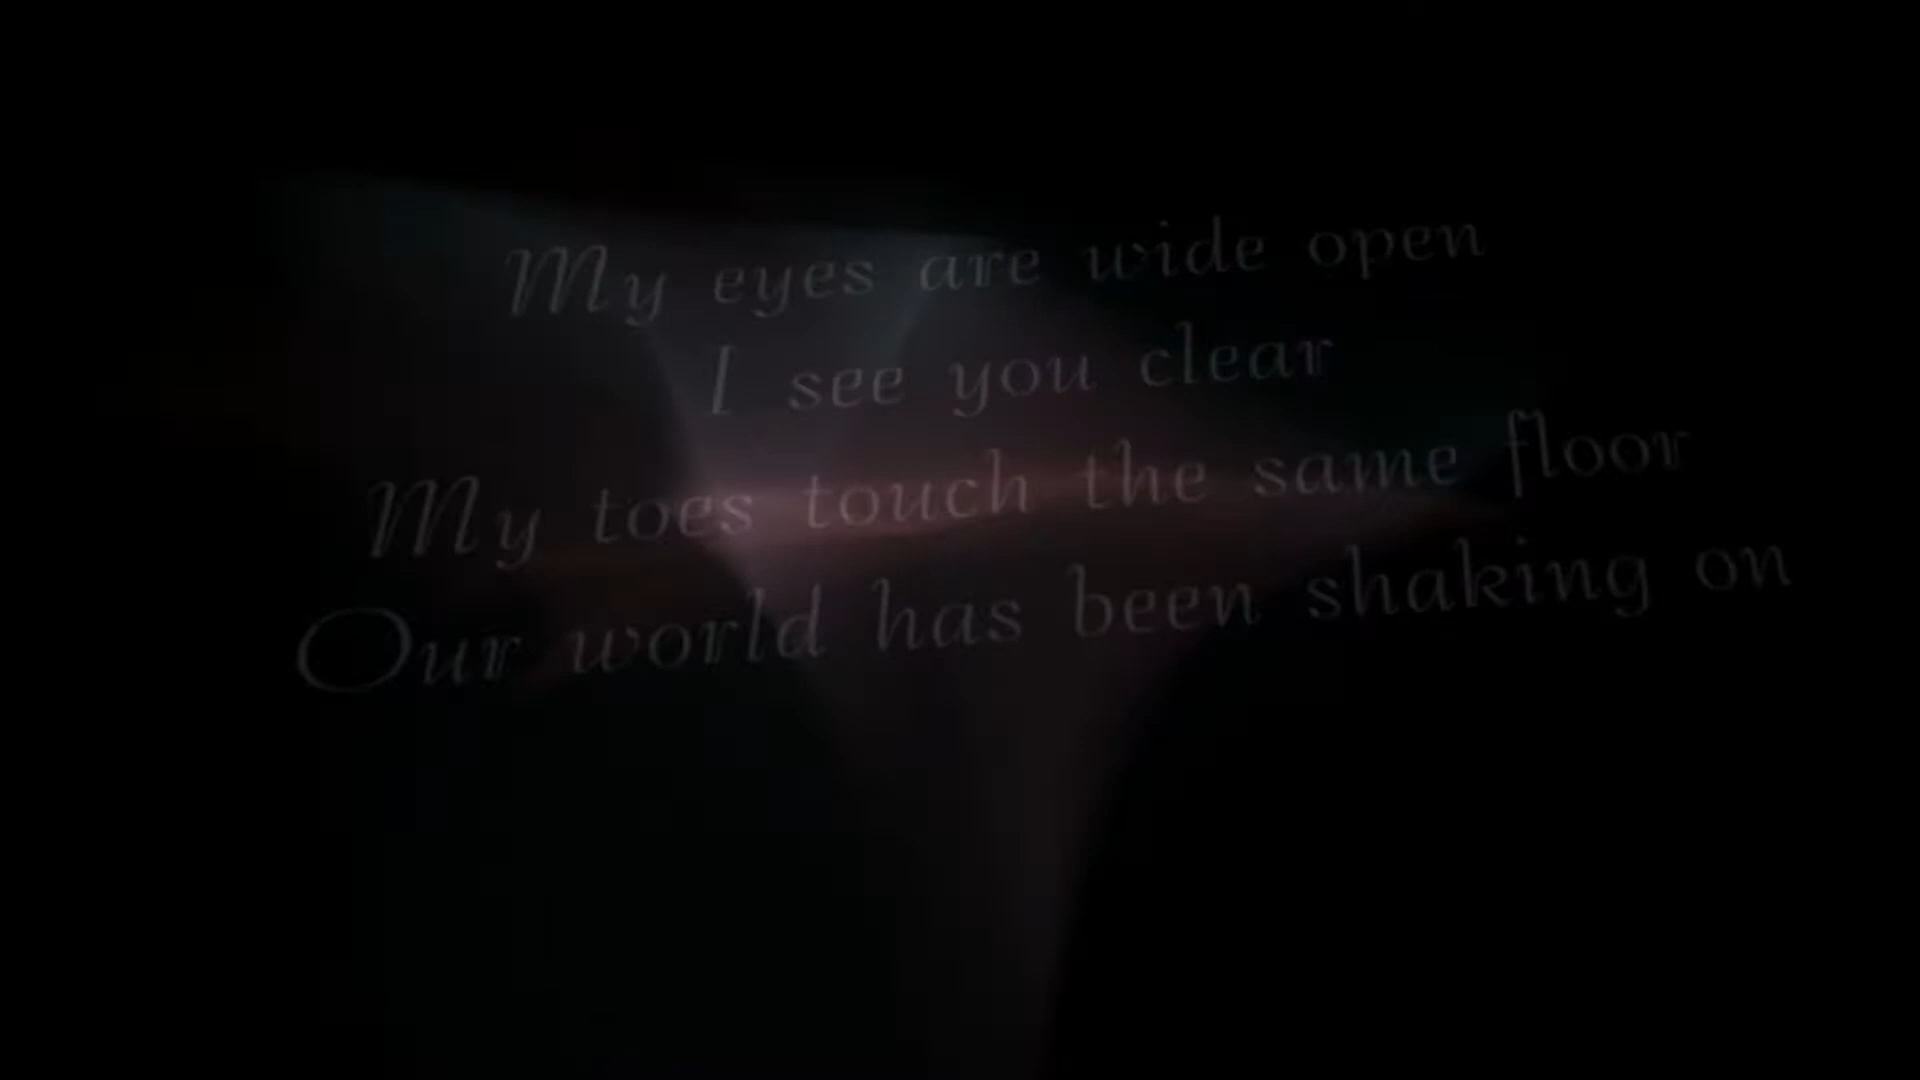 My eyes are wide open
I see you clear
My toes touch the same floor
Our world has been shaking on